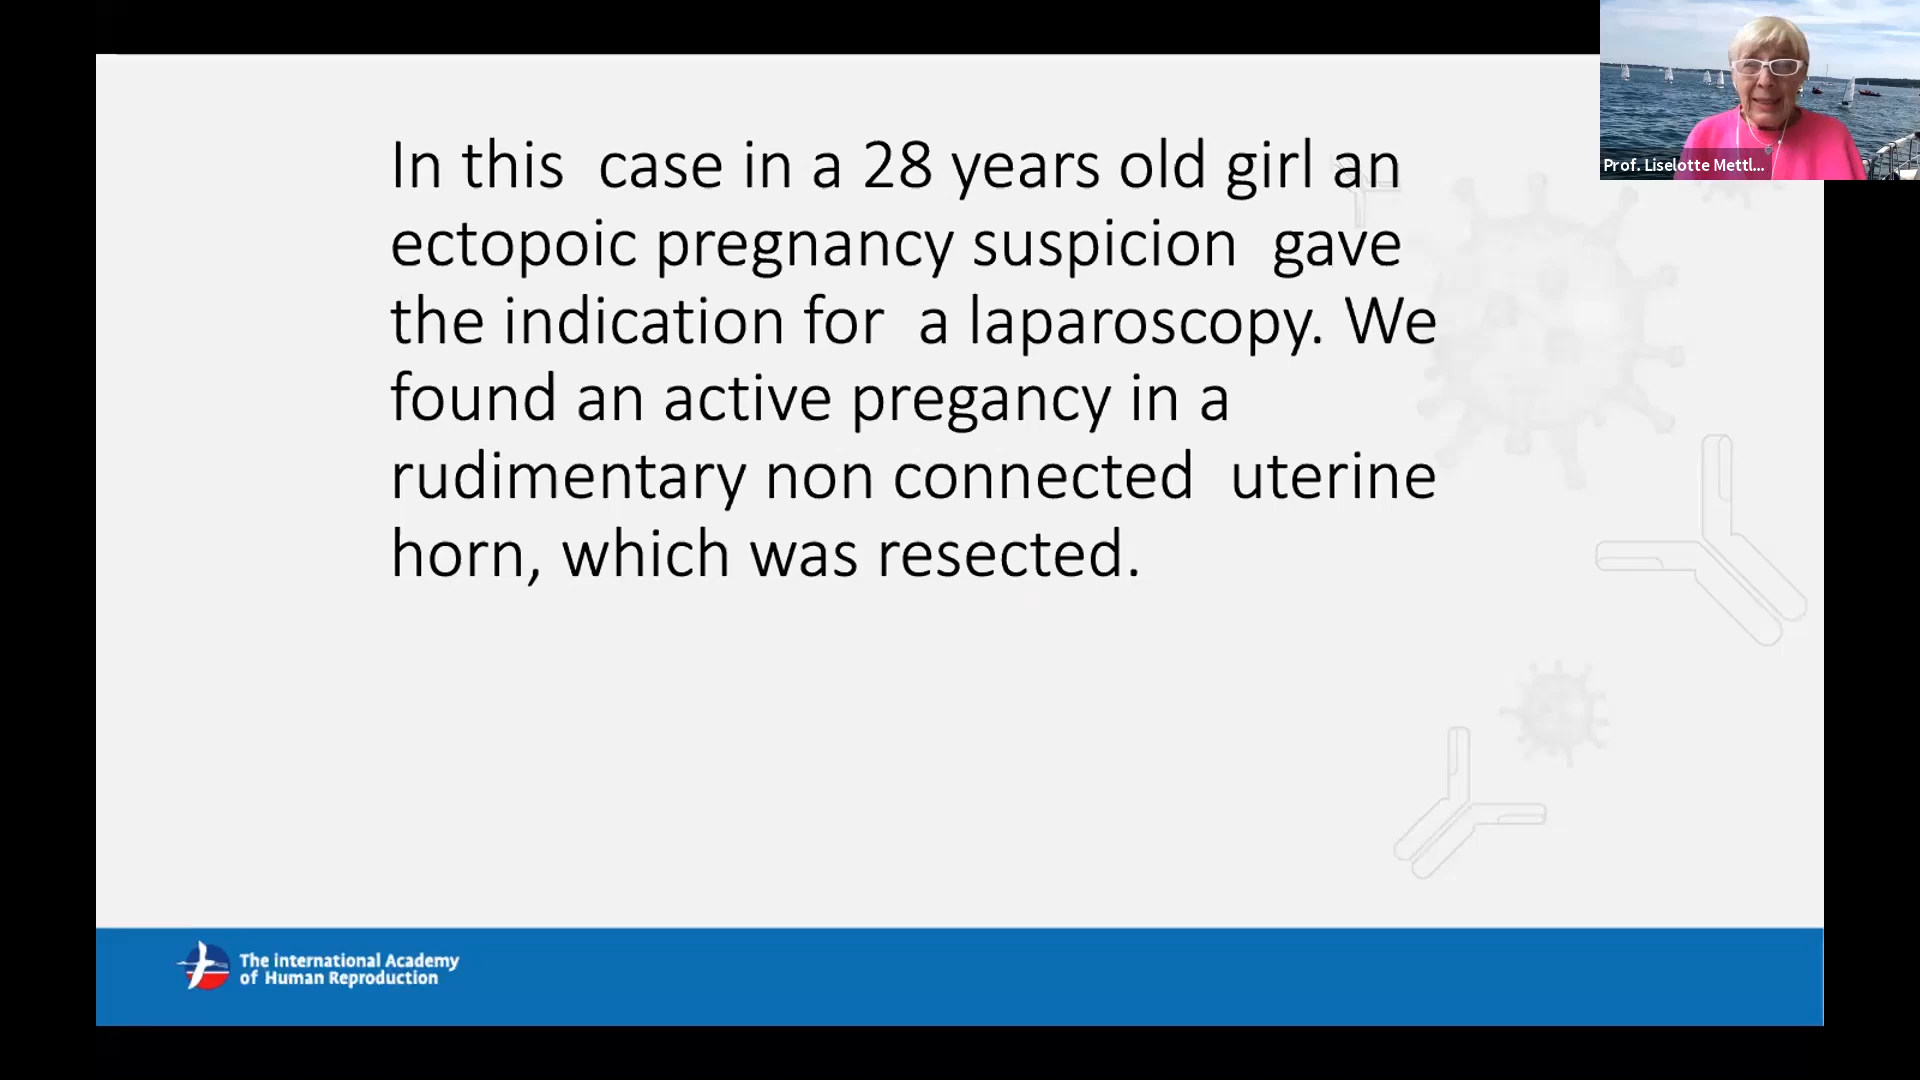 In this case in a 28 years old girl an
ectopoic pregnancy suspicion gave
the indication for a laparoscopy. We
found an active pregancy in a
rudimentary non connected uterine
horn, which was resected.
Prof. Liselotte Mettl...
The international Academy
of Human Reproduction